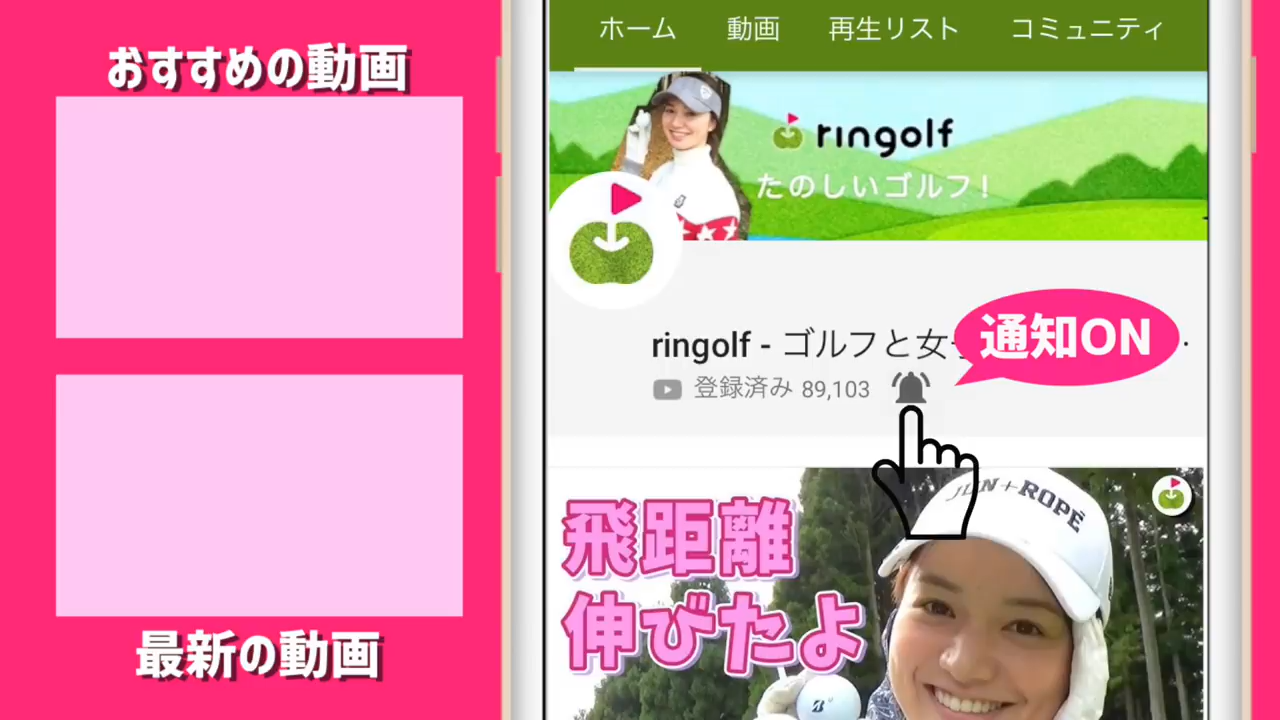 おすすめの動画
最新の動画
ホーム 動画 再生リスト コミュニティ
ringolf
たのしいゴルフ!
ringolf - ゴルフと女
通知ON
登録済み 89,103
JUN+ROPÉ
飛距離
伸びたよ
B